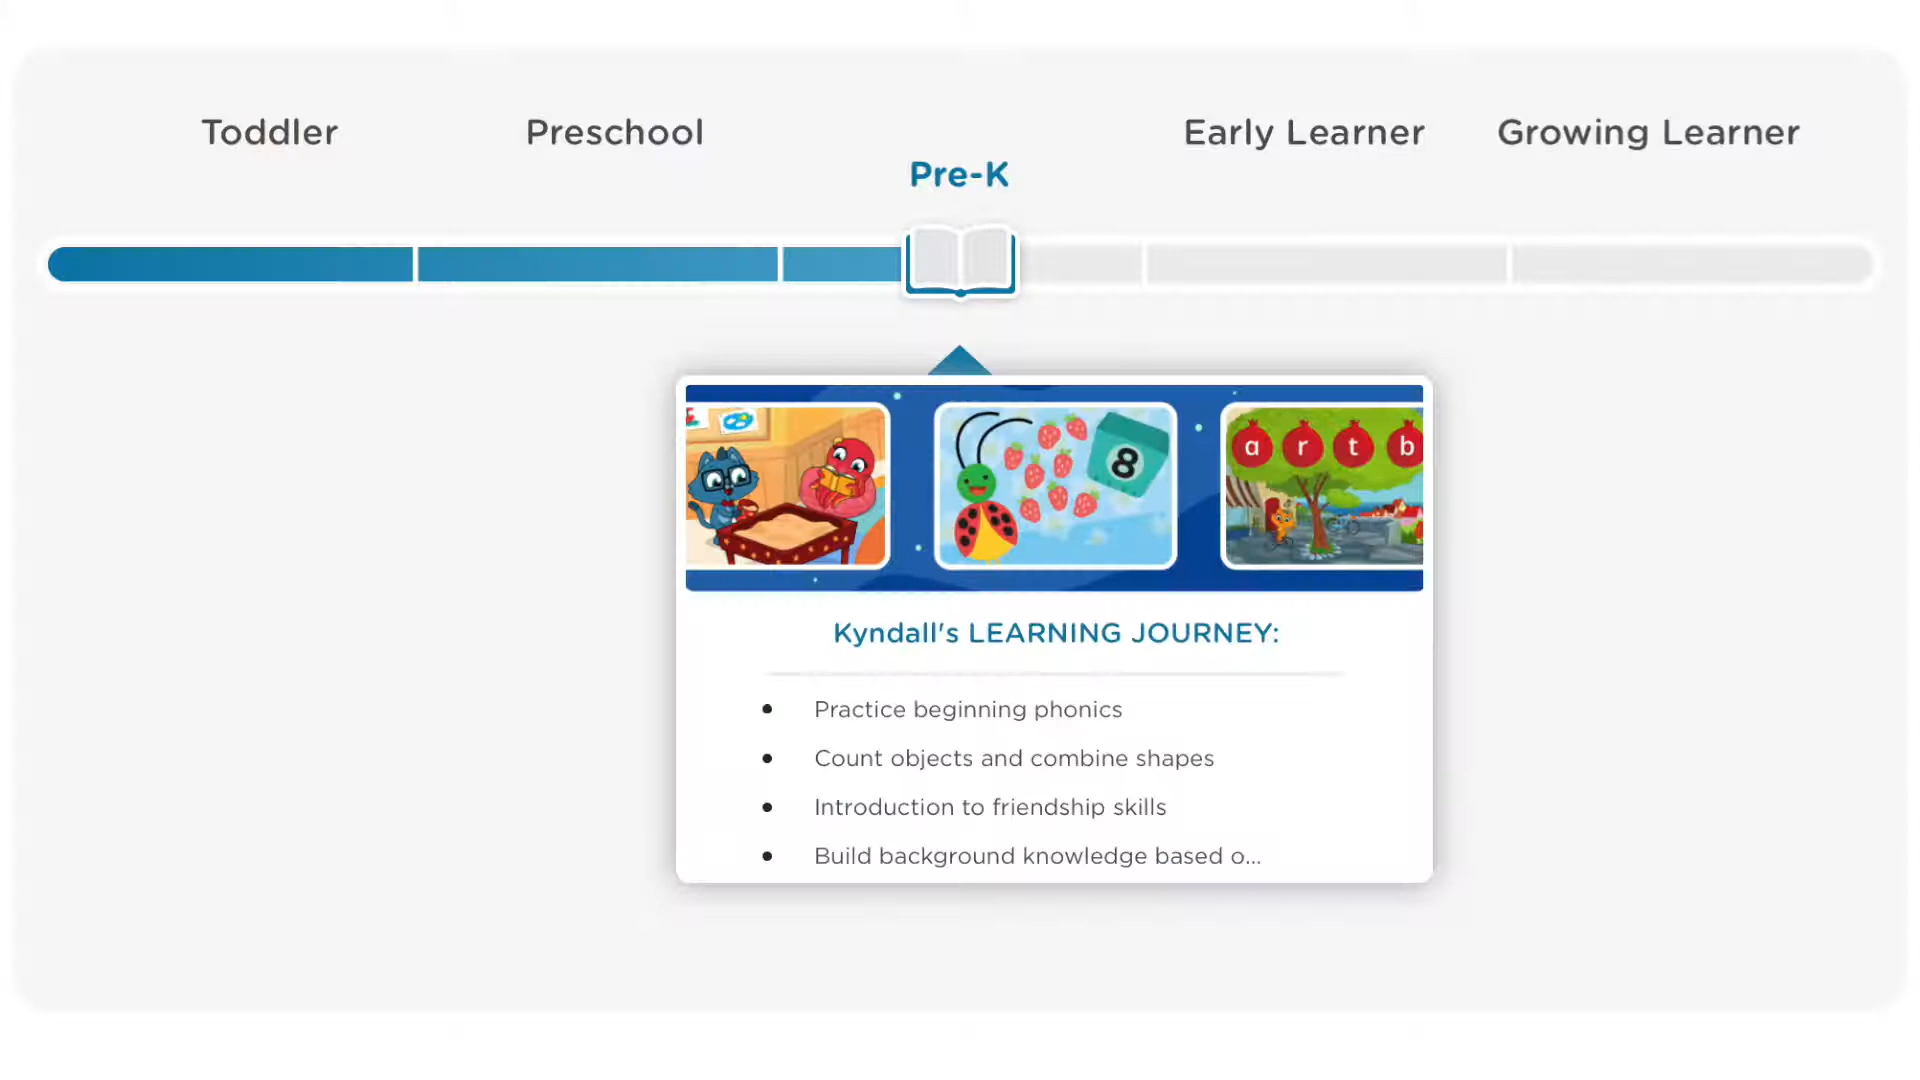 Toddler
Preschool
Pre-K
Early Learner
Growing Learner
8
a r t b
Kyndall's LEARNING JOURNEY:
• Practice beginning phonics
• Count objects and combine shapes
• Introduction to friendship skills
• Build background knowledge based o...